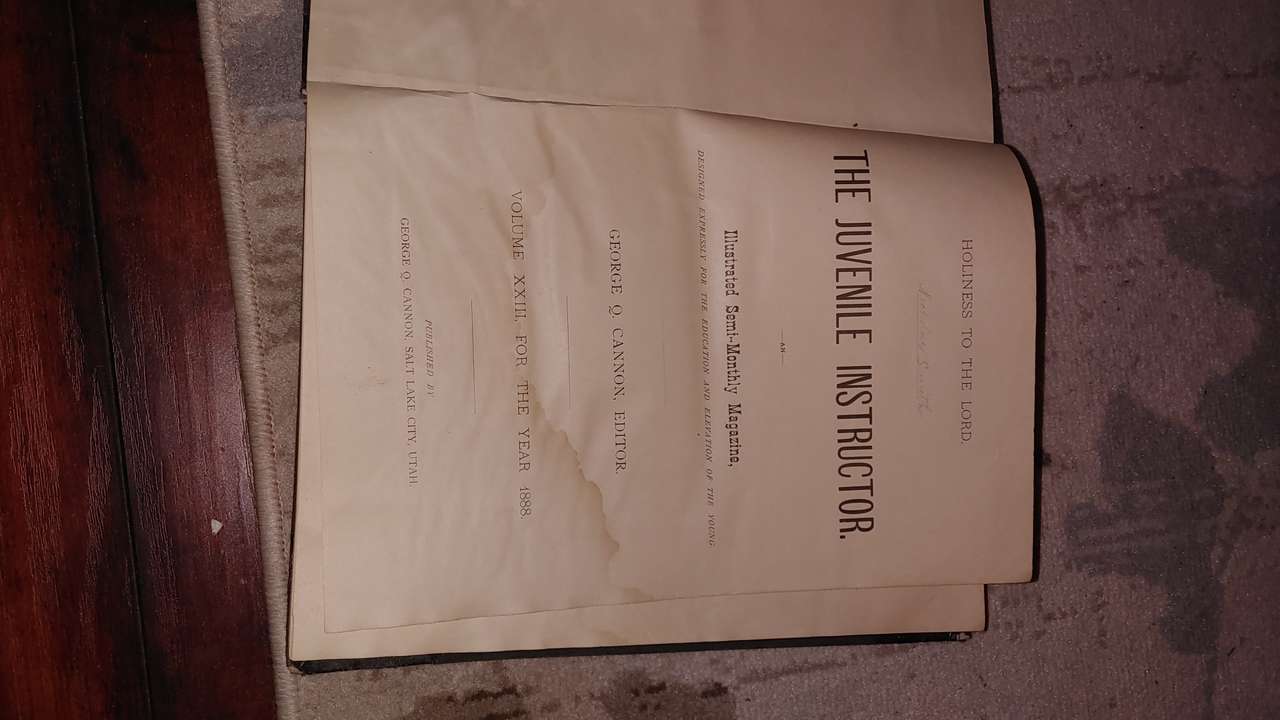 HOLINESS TO THE LORD.
Smith
THE JUVENILE INSTRUCTOR.
—AN—
Illustrated Semi-Monthly Magazine,
DESIGNED EXPRESSLY FOR THE EDUCATION AND ELEVATION OF THE YOUNG
GEORGE Q. CANNON, EDITOR.
VOLUME XXIII, FOR THE YEAR 1888.
PUBLISHED BY
GEORGE Q. CANNON, SALT LAKE CITY, UTAH.